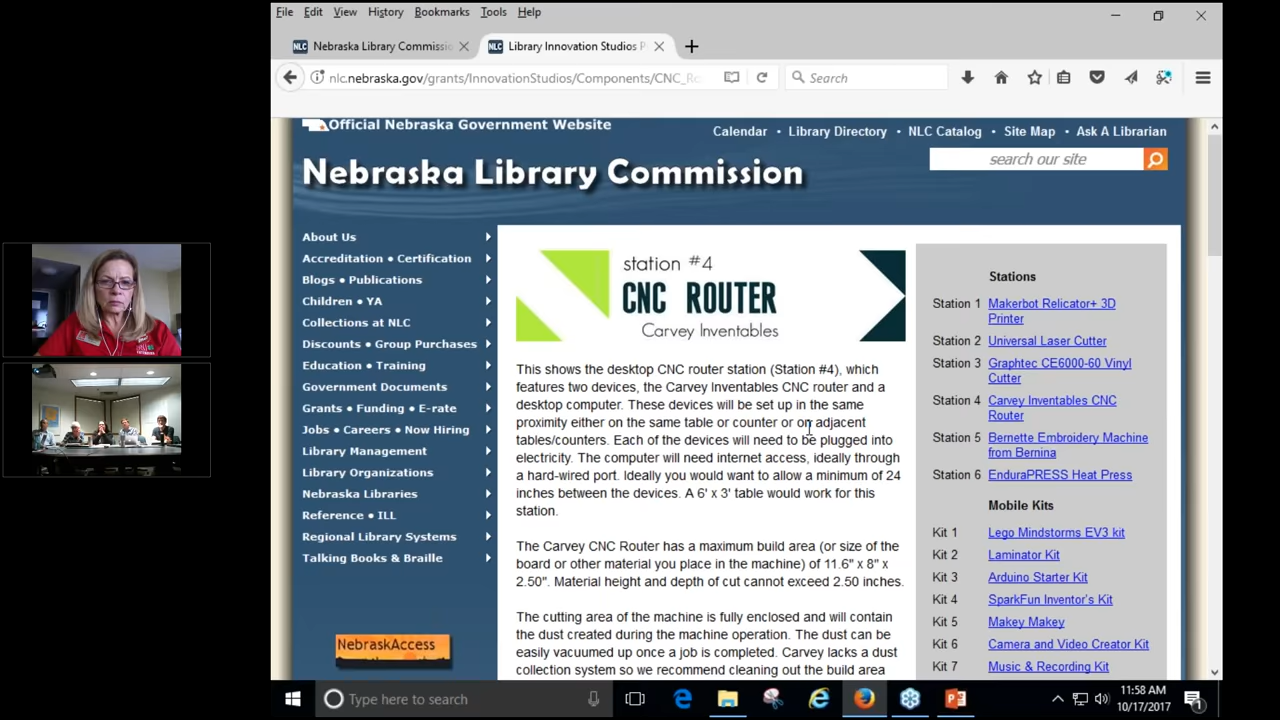 File Edit View History Bookmarks Tools Help
NLC Nebraska Library Commissio
NLC Library Innovation Studios P
nlc.nebraska.gov/grants/InnovationStudios/Components/CNC_Ro
Search
Official Nebraska Government Website
Calendar • Library Directory • NLC Catalog • Site Map • Ask A Librarian
Nebraska Library Commission
search our site
About Us
Accreditation • Certification
Blogs • Publications
Children • YA
Collections at NLC
Discounts • Group Purchases
Education • Training
Government Documents
Grants • Funding • E-rate
Jobs • Careers • Now Hiring
Library Management
Library Organizations
Nebraska Libraries
Reference • ILL
Regional Library Systems
Talking Books & Braille
NebraskAccess
station #4
CNC ROUTER
Carvey Inventables
This shows the desktop CNC router station (Station #4), which
features two devices, the Carvey Inventables CNC router and a
desktop computer. These devices will be set up in the same
proximity either on the same table or counter or on adjacent
tables/counters. Each of the devices will need to be plugged into
electricity. The computer will need internet access, ideally through
a hard-wired port. Ideally you would want to allow a minimum of 24
inches between the devices. A 6' x 3' table would work for this
station.
The Carvey CNC Router has a maximum build area (or size of the
board or other material you place in the machine) of 11.6" x 8" x
2.50". Material height and depth of cut cannot exceed 2.50 inches.
The cutting area of the machine is fully enclosed and will contain
the dust created during the machine operation. The dust can be
easily vacuumed up once a job is completed. Carvey lacks a dust
collection system so we recommend cleaning out the build area
Stations
Station 1 Makerbot Relicator+ 3D
Printer
Station 2 Universal Laser Cutter
Station 3 Graphtec CE6000-60 Vinyl
Cutter
Station 4 Carvey Inventables CNC
Router
Station 5 Bernette Embroidery Machine
from Bernina
Station 6 EnduraPRESS Heat Press
Mobile Kits
Kit 1 Lego Mindstorms EV3 kit
Kit 2 Laminator Kit
Kit 3 Arduino Starter Kit
Kit 4 SparkFun Inventor's Kit
Kit 5 Makey Makey
Kit 6 Camera and Video Creator Kit
Kit 7 Music & Recording Kit
Type here to search
11:58 AM
10/17/2017
1